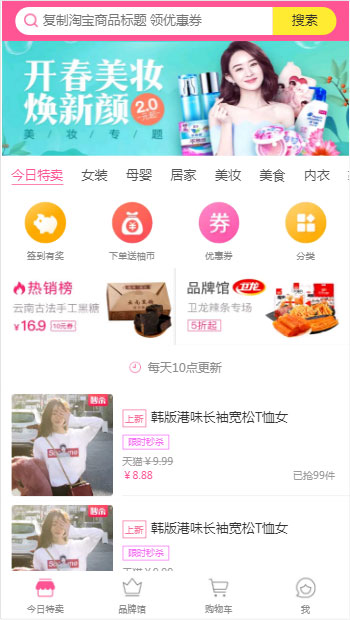 复制淘宝商品标题 领优惠券
搜索
开春美妆
焕新颜
2.0
元起
美妆专题
今日特卖 女装 母婴 居家 美妆 美食 内衣
券
签到有奖 下单送柚币 优惠券 分类
热销榜
云南古法手工黑糖
¥16.9 10元券
品牌馆 卫龙
卫龙辣条专场
5折起
每天10点更新
上新 韩版港味长袖宽松T恤女
限时秒杀
天猫¥9.99
¥8.88 已抢99件
上新 韩版港味长袖宽松T恤女
限时秒杀
天猫¥9.99
今日特卖 品牌馆 购物车 我